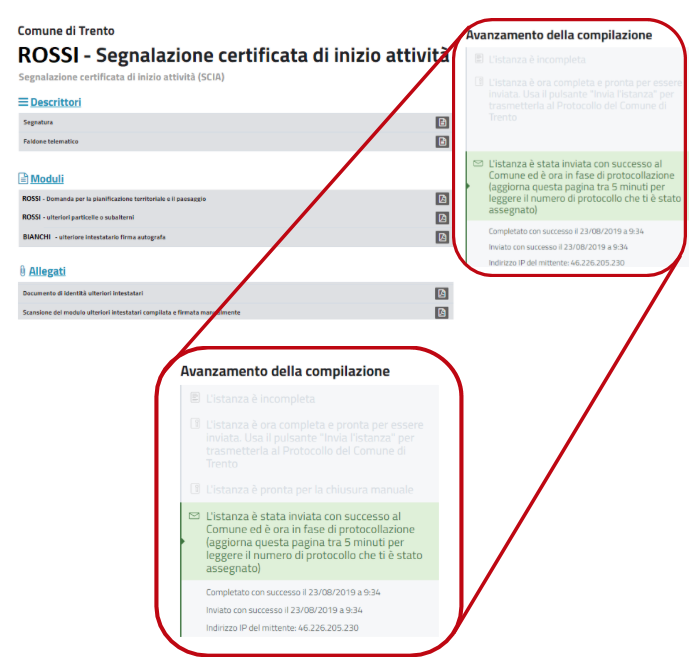 Comune di Trento
ROSSI - Segnalazione certificata di inizio attività
Segnalazione certificata di inizio attività (SCIA)
Descrittori
Segnatura
Faldone telematico
Moduli
ROSSI - Domanda per la pianificazione territoriale e il paesaggio
ROSSI - ulteriori particelle o subalterni
BIANCHI - ulteriore intestatario firma autografa
Allegati
Documento di identità ulteriori intestatari
Scansione del modulo ulteriori intestatari compilata e firmata manualmente
Avanzamento della compilazione
L'istanza è incompleta
L'istanza è ora completa e pronta per essere
inviata. Usa il pulsante "Invia l'istanza" per
trasmetterla al Protocollo del Comune di
Trento
L'istanza è stata inviata con successo al
Comune ed è ora in fase di protocollazione
(aggiorna questa pagina tra 5 minuti per
leggere il numero di protocollo che ti è stato
assegnato)
Completato con successo il 23/08/2019 a 9:34
Inviato con successo il 23/08/2019 a 9:34
Indirizzo IP del mittente: 46.226.205.230
Avanzamento della compilazione
L'istanza è incompleta
L'istanza è ora completa e pronta per essere
inviata. Usa il pulsante "Invia l'istanza" per
trasmetterla al Protocollo del Comune di
Trento
L'istanza è pronta per la chiusura manuale
L'istanza è stata inviata con successo al
Comune ed è ora in fase di protocollazione
(aggiorna questa pagina tra 5 minuti per
leggere il numero di protocollo che ti è stato
assegnato)
Completato con successo il 23/08/2019 a 9:34
Inviato con successo il 23/08/2019 a 9:34
Indirizzo IP del mittente: 46.226.205.230